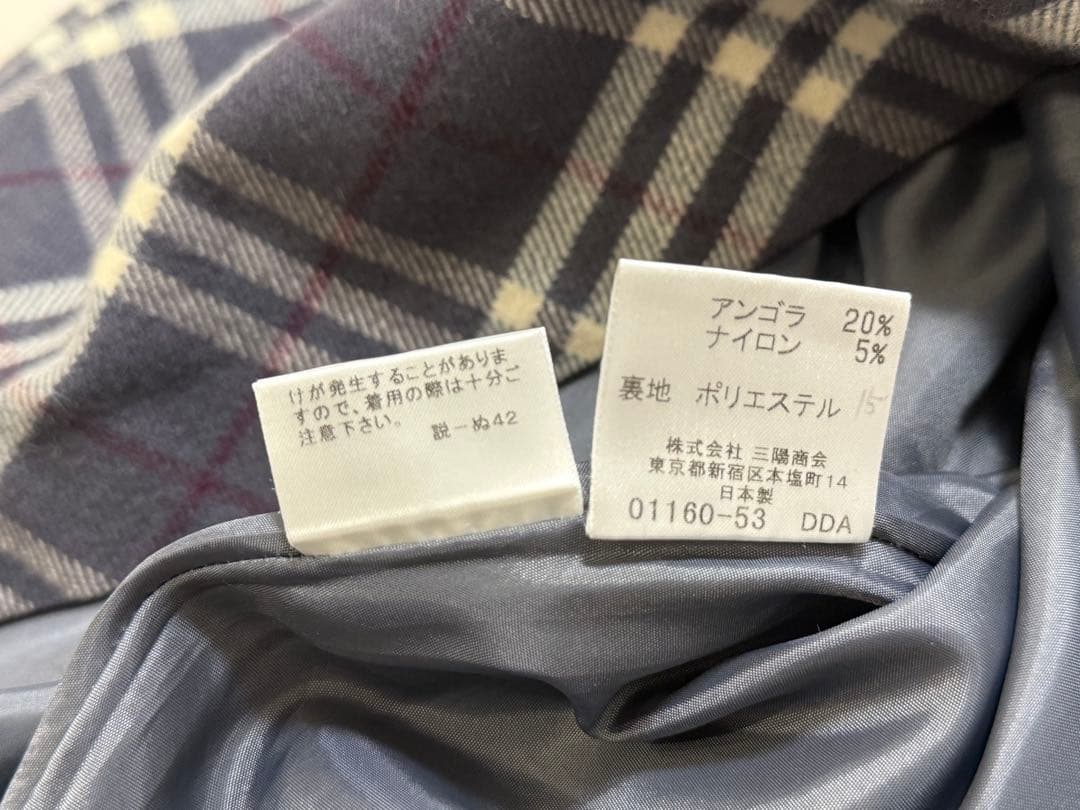 けが発生することがありま
すので、着用の際は十分ご
注意下さい。 説－ぬ42
アンゴラ 20%
ナイロン 5%
裏地 ポリエステル 15
株式会社 三陽商会
東京都新宿区本塩町14
日本製
01160-53 DDA